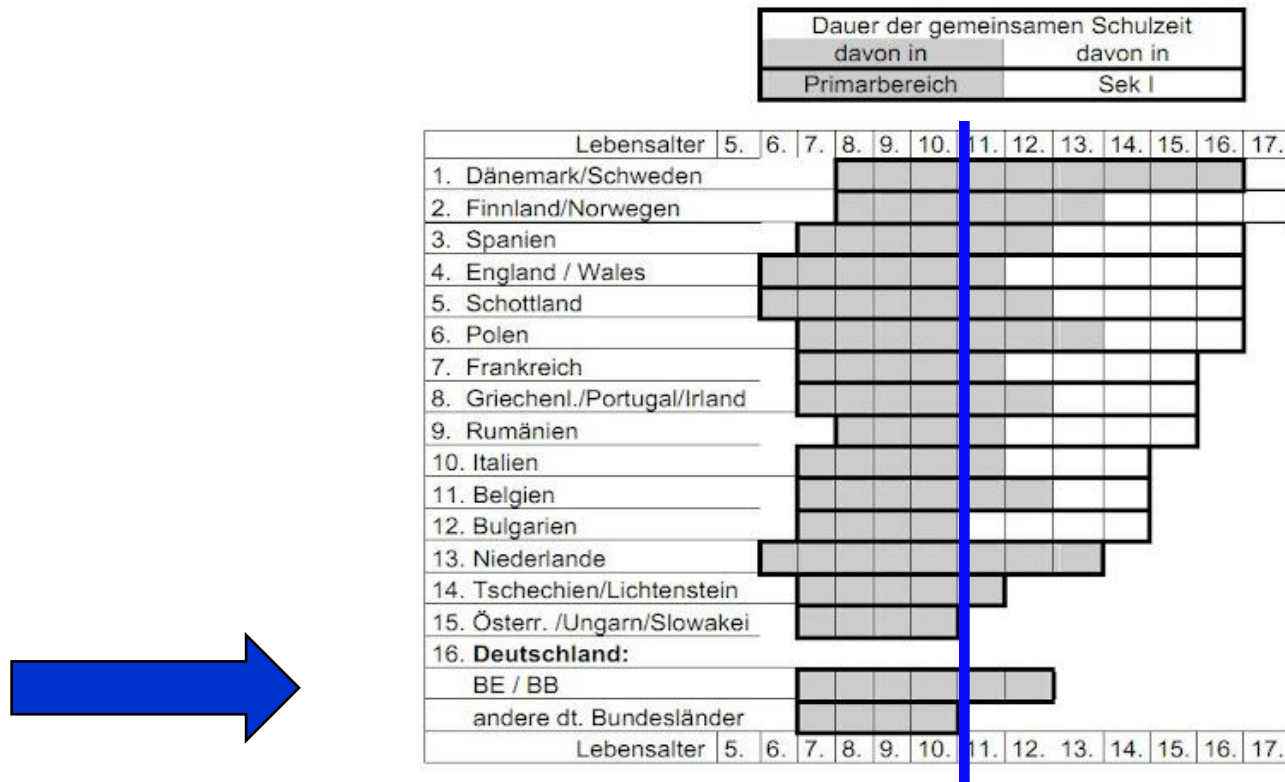 Dauer der gemeinsamen Schulzeit
davon in davon in
Primarbereich Sek I
Lebensalter 5. 6. 7. 8. 9. 10. 11. 12. 13. 14. 15. 16. 17.
1. Dänemark/Schweden
2. Finnland/Norwegen
3. Spanien
4. England / Wales
5. Schottland
6. Polen
7. Frankreich
8. Griechenl./Portugal/Irland
9. Rumänien
10. Italien
11. Belgien
12. Bulgarien
13. Niederlande
14. Tschechien/Lichtenstein
15. Österr. /Ungarn/Slowakei
16. Deutschland:
BE / BB
andere dt. Bundesländer
Lebensalter 5. 6. 7. 8. 9. 10. 11. 12. 13. 14. 15. 16. 17.